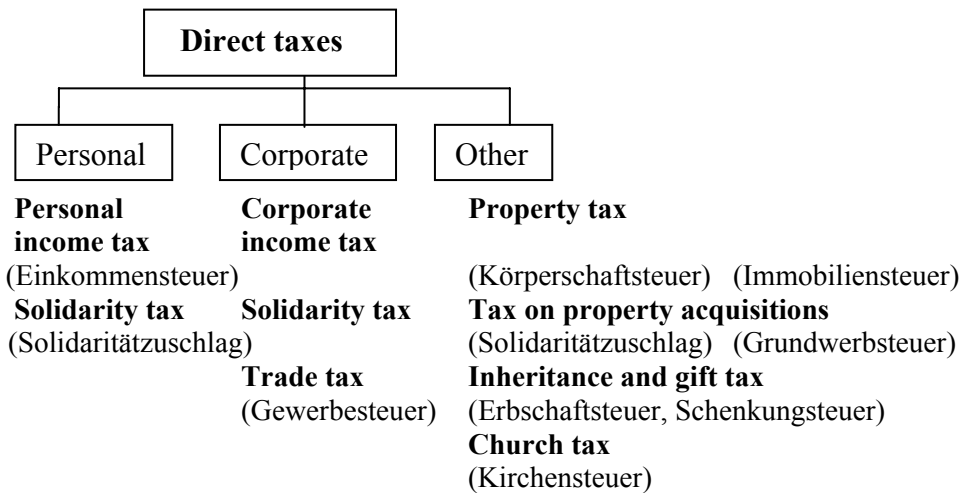 Direct taxes
Personal Corporate Other
Personal Corporate Property tax
income tax income tax
(Einkommensteuer) (Körperschaftsteuer) (Immobiliensteuer)
Solidarity tax Solidarity tax Tax on property acquisitions
(Solidaritätzuschlag) (Solidaritätzuschlag) (Grundwerbsteuer)
Trade tax Inheritance and gift tax
(Gewerbesteuer) (Erbschaftsteuer, Schenkungsteuer)
Church tax
(Kirchensteuer)